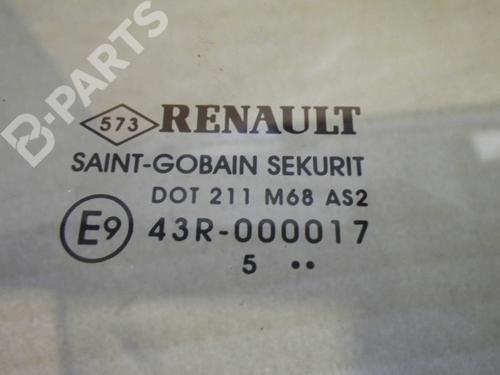 B-PARTS
573 RENAULT
SAINT-GOBAIN SEKURIT
DOT 211 M68 AS2
E9 43R-000017
5 ••